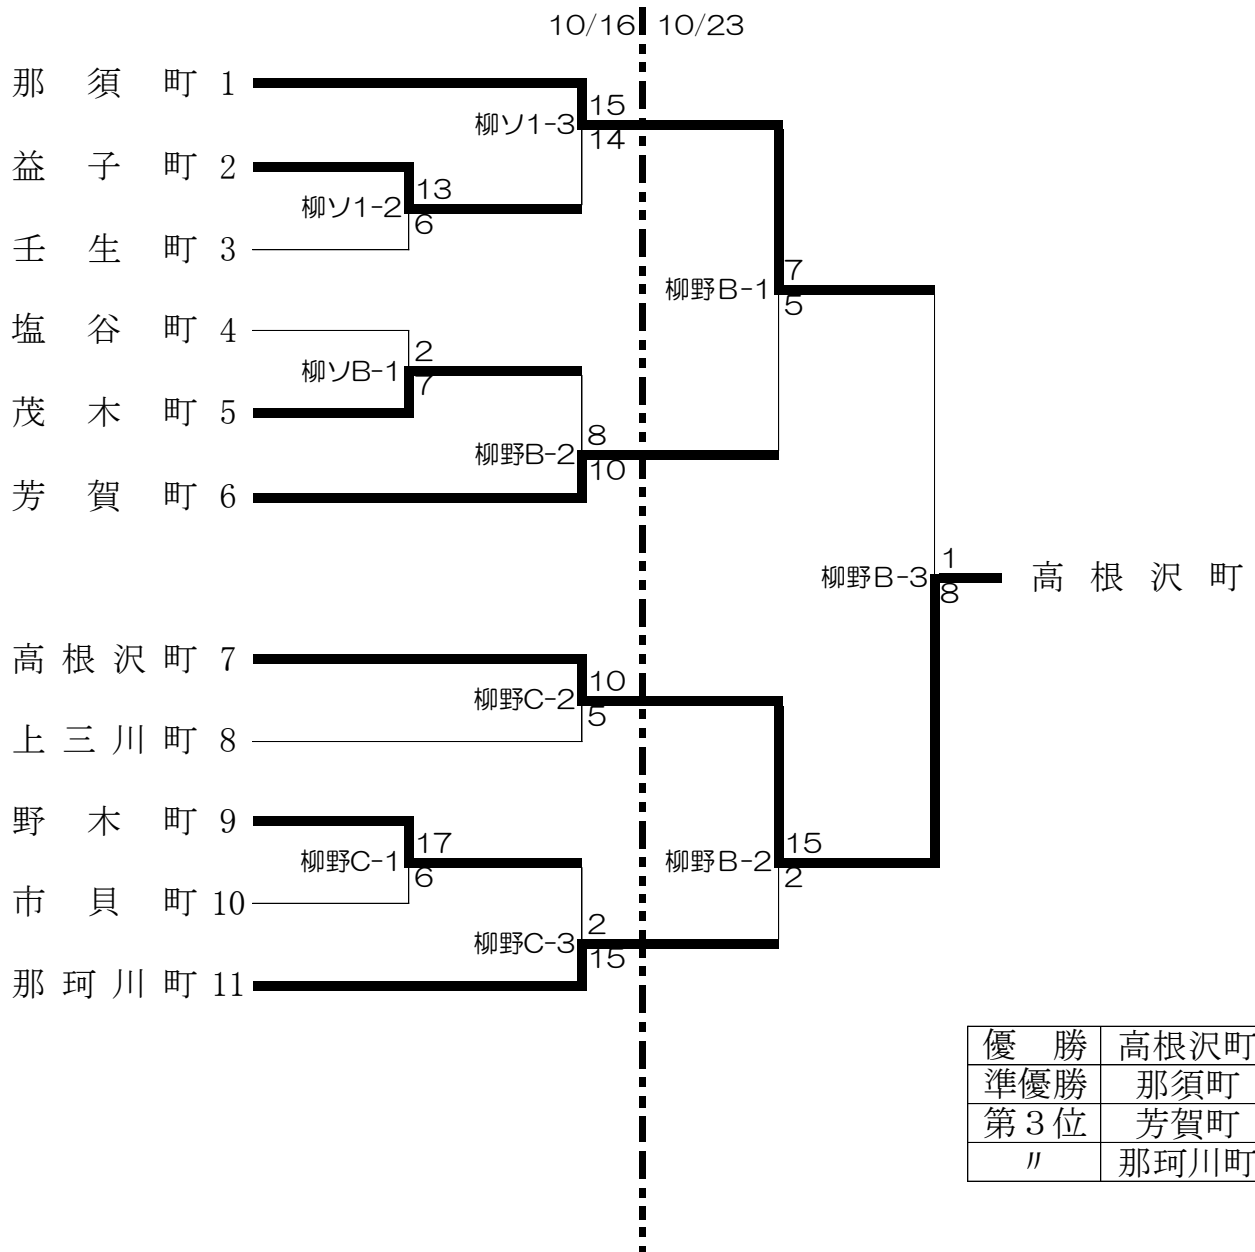 10/16 10/23
那須町 1
15
柳ソ1-3
14
益子町 2
13
柳ソ1-2
6
壬生町 3
7
柳野B-1
5
塩谷町 4
2
柳ソB-1
7
茂木町 5
8
柳野B-2
10
芳賀町 6
1
柳野B-3
8
高根沢町
高根沢町 7
10
柳野C-2
5
上三川町 8
野木町 9
17
柳野C-1
6
15
柳野B-2
2
市貝町 10
2
柳野C-3
15
那珂川町 11
優勝 高根沢町
準優勝 那須町
第3位 芳賀町
〃 那珂川町